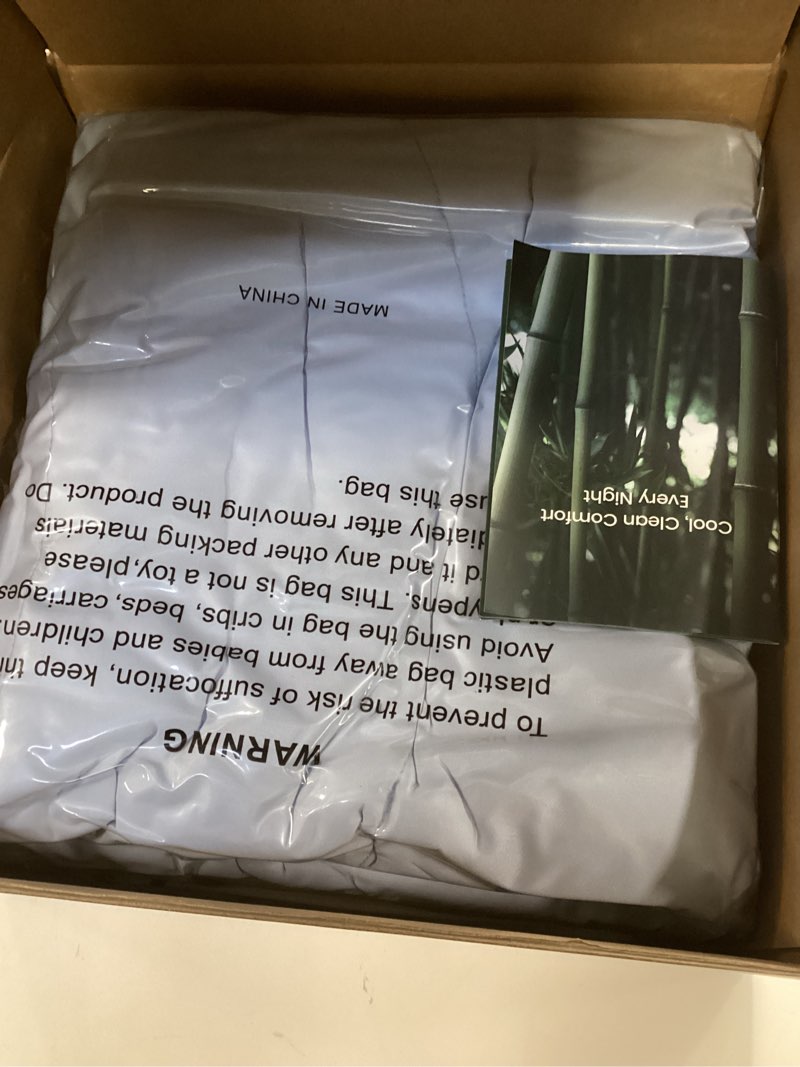 WARNING
To prevent the risk of suffocation, keep
plastic bag away from babies and children.
Avoid using the bag in cribs, beds, carriages
This bag is not a toy,please
it and any other packing materials
after removing the product. Do
use this bag.
MADE IN CHINA
Cool, Clean Comfort
Every Night